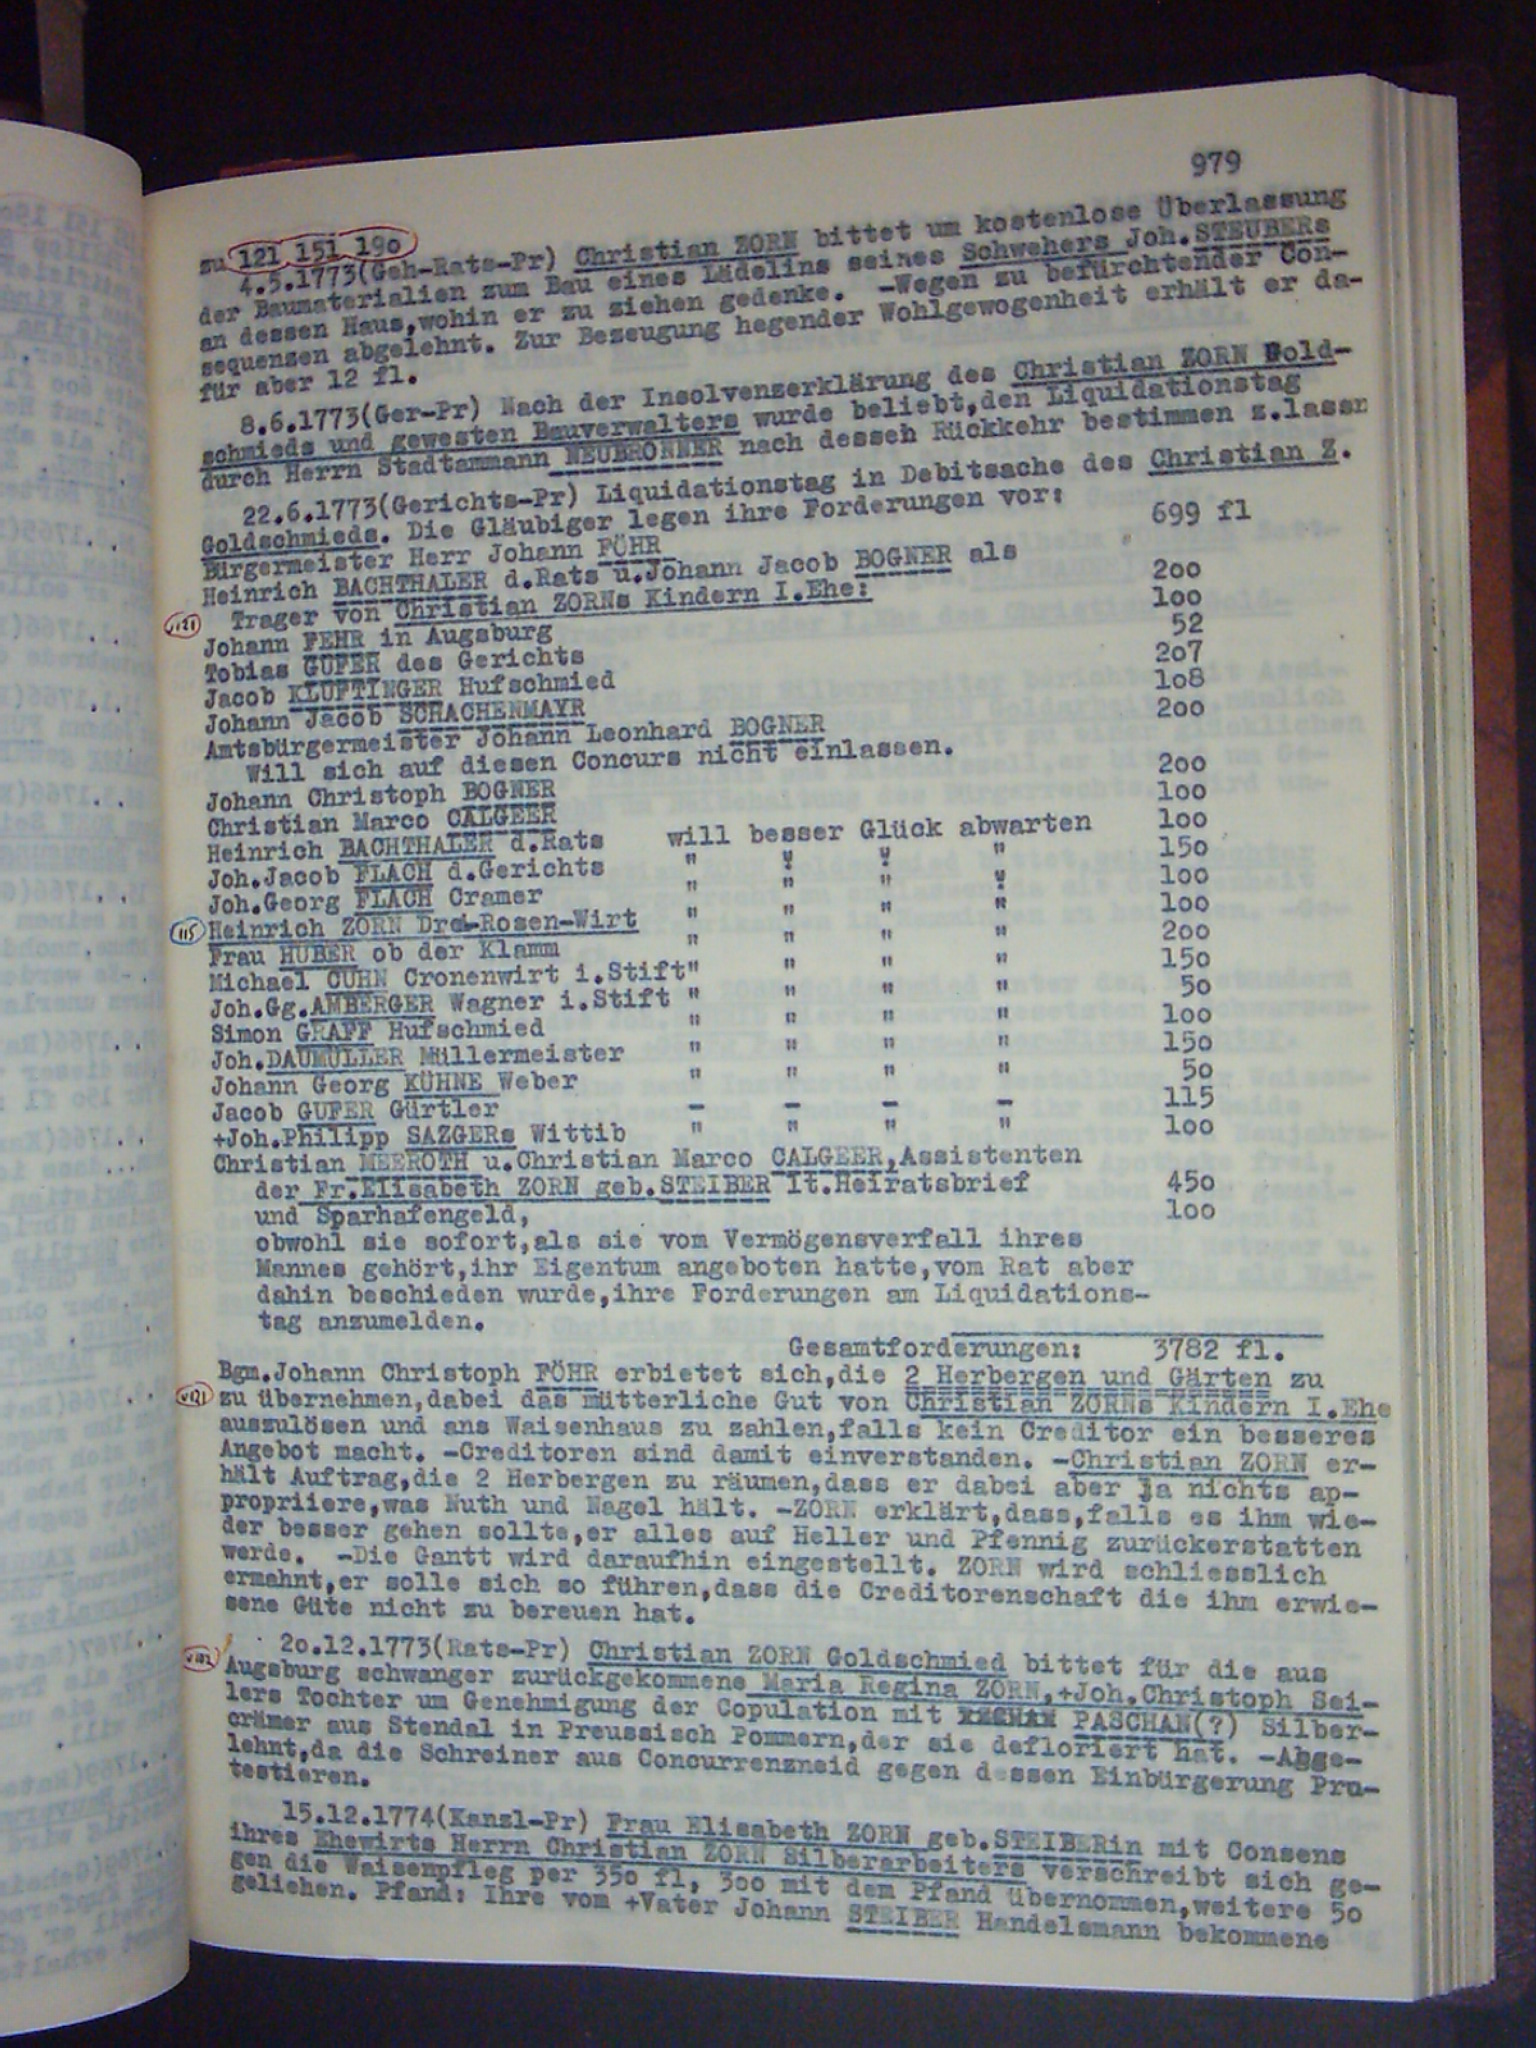 979
zu 121 151 190
4.5.1773(Geh-Rats-Pr) Christian ZORN bittet um kostenlose Überlassung
der Baumaterialien zum Bau eines Lädelins seines Schwehers Joh.STEUBERs
an dessen Haus,wohin er zu ziehen gedenke. -Wegen zu befürchtender Con-
sequenzen abgelehnt. Zur Bezeugung hegender Wohlgewogenheit erhält er da-
für aber 12 fl.
8.6.1773(Ger-Pr) Nach der Insolvenzerklärung des Christian ZORN Gold-
schmieds und gewesten Bauverwalters wurde beliebt,den Liquidationstag
durch Herrn Stadtammann NEUBRONNER nach dessen Rückkehr bestimmen z.lassn
22.6.1773(Gerichts-Pr) Liquidationstag in Debitsache des Christian Z.
Goldschmieds. Die Gläubiger legen ihre Forderungen vor:
Bürgermeister Herr Johann FÖHR 699 fl
Heinrich BACHTHALER d.Rats u.Johann Jacob BOGNER als
v121 Trager von Christian ZORNs Kindern I.Ehe: 2oo
Johann FEHR in Augsburg 1oo
Tobias GUFER des Gerichts 52
Jacob KLUFTINGER Hufschmied 2o7
Johann Jacob SCHACHENMAYR 1o8
Amtsbürgermeister Johann Leonhard BOGNER 2oo
Will sich auf diesen Concurs nicht einlassen.
Johann Christoph BOGNER 2oo
Christian Marco CALGEER 1oo
Heinrich BACHTHALER d.Rats will besser Glück abwarten 1oo
Joh.Jacob FLACH d.Gerichts " " " " 15o
Joh.Georg FLACH Cramer " " " " 1oo
115 Heinrich ZORN Drei-Rosen-Wirt " " " " 1oo
Frau HUBER ob der Klamm " " " " 2oo
Michael CUHN Cronenwirt i.Stift" " " " 15o
Joh.Gg.AMBERGER Wagner i.Stift " " " " 5o
Simon GRAFF Hufschmied " " " " 1oo
Joh.DAUMÜLLER Müllermeister " " " " 15o
Johann Georg KÜHNE Weber " " " " 5o
Jacob GUFER Gürtler - - - - 115
+Joh.Philipp SAZGERs Wittib " " " " 1oo
Christian MEEROTH u.Christian Marco CALGEER,Assistenten
der Fr.Elisabeth ZORN geb.STEIBER lt.Heiratsbrief 45o
und Sparhafengeld, 1oo
obwohl sie sofort,als sie vom Vermögensverfall ihres
Mannes gehört,ihr Eigentum angeboten hatte,vom Rat aber
dahin beschieden wurde,ihre Forderungen am Liquidations-
tag anzumelden.
Gesamtforderungen: 3782 fl.
Bgm.Johann Christoph FÖHR erbietet sich,die 2 Herbergen und Gärten zu
v121 zu übernehmen,dabei das mütterliche Gut von Christian ZORNs Kindern I.Ehe
auszulösen und ans Waisenhaus zu zahlen,falls kein Creditor ein besseres
Angebot macht. -Creditoren sind damit einverstanden. -Christian ZORN er-
hält Auftrag,die 2 Herbergen zu räumen,dass er dabei aber ja nichts ap-
propriiere,was Nuth und Nagel hält. -ZORN erklärt,dass,falls es ihm wie-
der besser gehen sollte,er alles auf Heller und Pfennig zurückerstatten
werde. -Die Gantt wird daraufhin eingestellt. ZORN wird schliesslich
ermahnt,er solle sich so führen,dass die Creditorenschaft die ihm erwie-
sene Güte nicht zu bereuen hat.
2o.12.1773(Rats-Pr) Christian ZORN Goldschmied bittet für die aus
Augsburg schwanger zurückgekommene Maria Regina ZORN,+Joh.Christoph Sei-
lers Tochter um Genehmigung der Copulation mit PASCHAN(?) Silber-
crämer aus Stendal in Preussisch Pommern,der sie defloriert hat. -Abge-
lehnt,da die Schreiner aus Concurrenzneid gegen dessen Einbürgerung Pro-
testieren.
15.12.1774(Kanzl-Pr) Frau Elisabeth ZORN geb.STEIBERin mit Consens
ihres Ehewirts Herrn Christian ZORN Silberarbeiters verschreibt sich ge-
gen die Waisenpfleg per 35o fl, 3oo mit dem Pfand übernommen,weitere 5o
geliehen. Pfand: Ihre vom +Vater Johann STEIBER Handelsmann bekommene